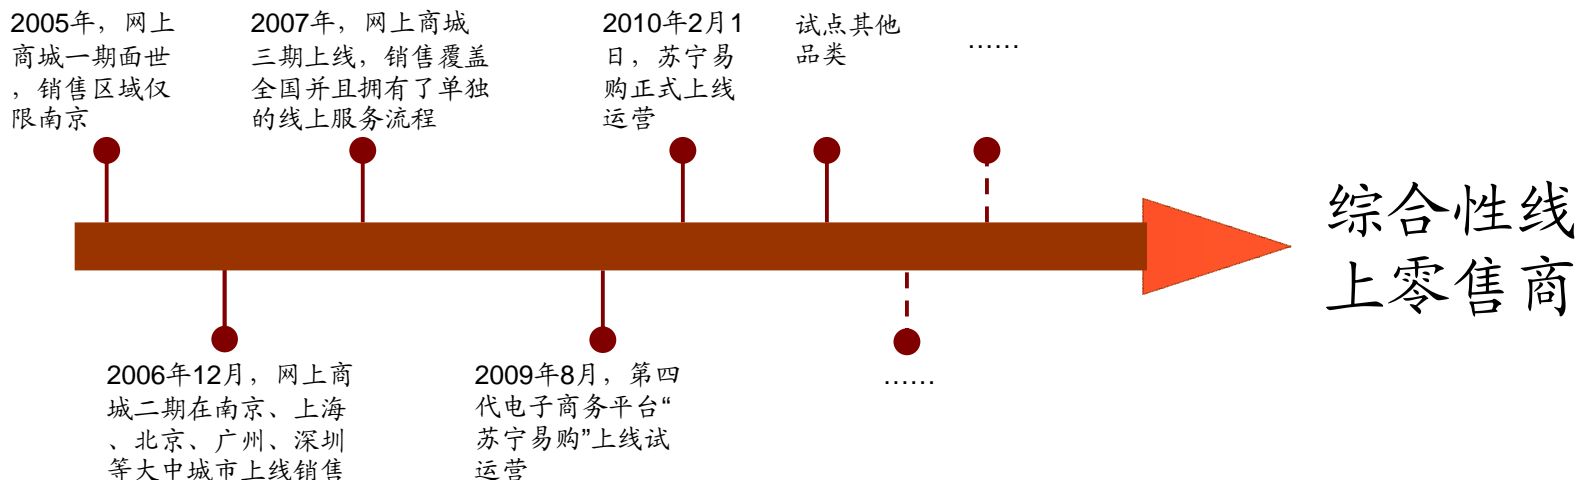 2005年，网上
商城一期面世
，销售区域仅
限南京
2007年，网上商城
三期上线，销售覆盖
全国并且拥有了单独
的线上服务流程
2010年2月1
日，苏宁易
购正式上线
运营
试点其他
品类
……
综合性线
上零售商
2006年12月，网上商
城二期在南京、上海
、北京、广州、深圳
等大中城市上线销售
2009年8月，第四
代电子商务平台“
苏宁易购”上线试
运营
……